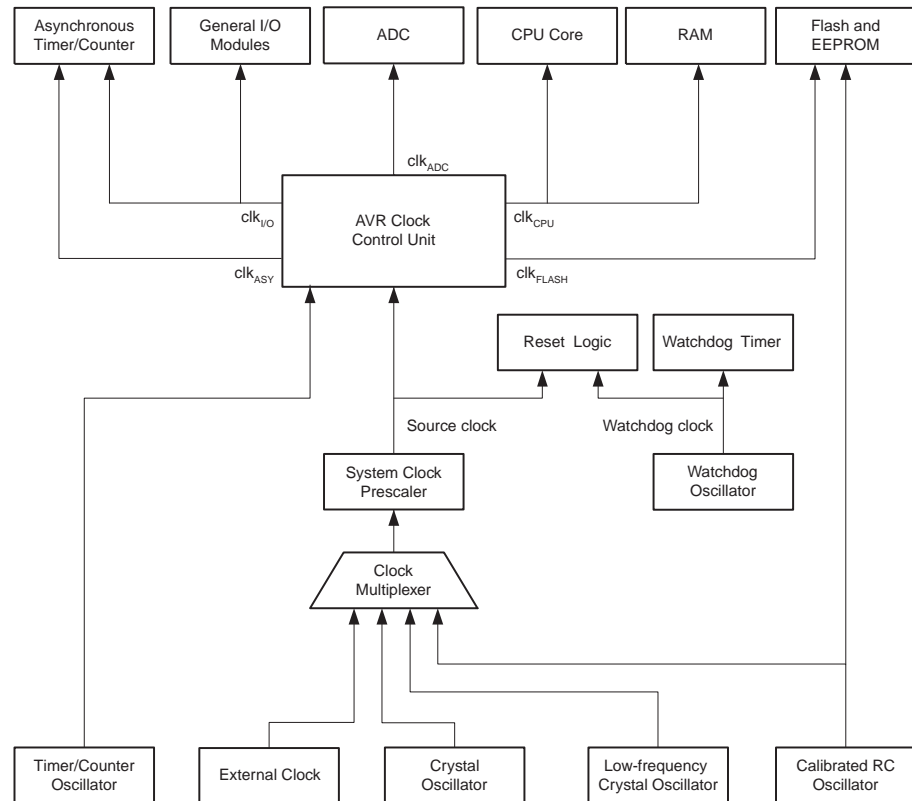 Asynchronous
Timer/Counter
General I/O
Modules
ADC
CPU Core
RAM
Flash and
EEPROM
clkADC
clkI/O
AVR Clock
Control Unit
clkCPU
clkASY
clkFLASH
Reset Logic
Watchdog Timer
Source clock
Watchdog clock
System Clock
Prescaler
Watchdog
Oscillator
Clock
Multiplexer
Timer/Counter
Oscillator
External Clock
Crystal
Oscillator
Low-frequency
Crystal Oscillator
Calibrated RC
Oscillator